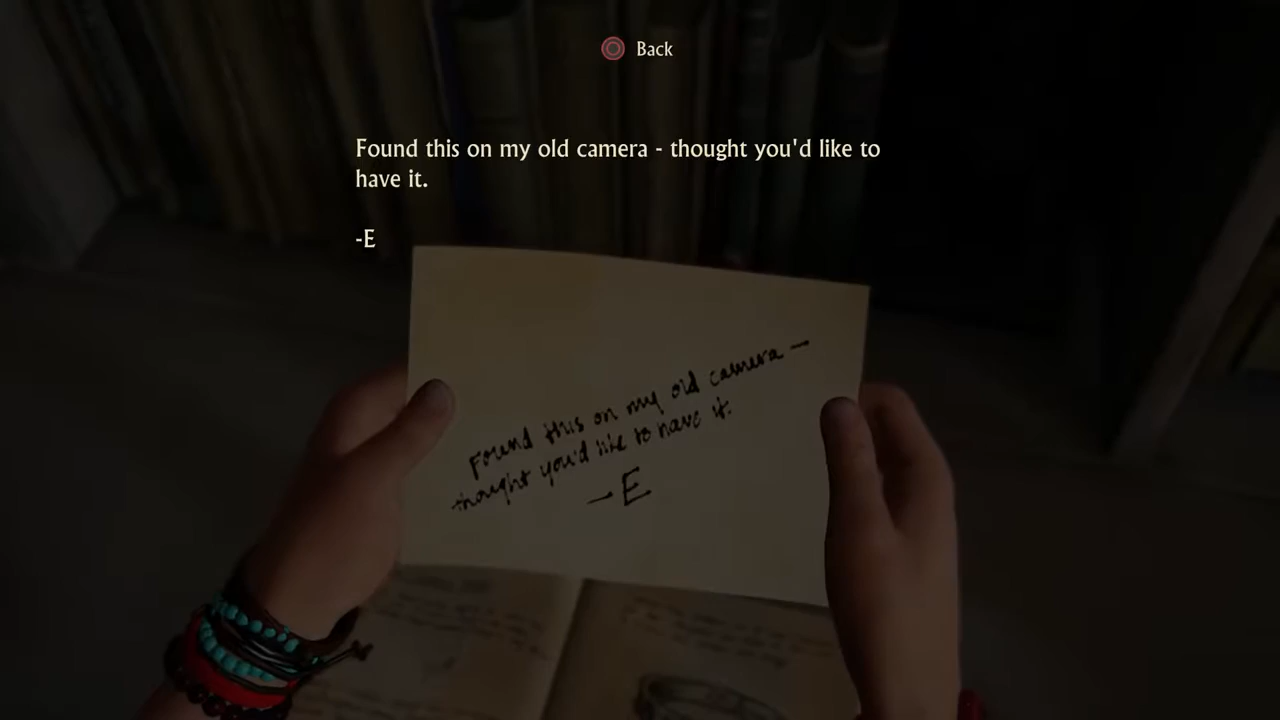 Back
Found this on my old camera - thought you'd like to
have it.
-E
Found this on my old camera —
thought you'd like to have it.
—E